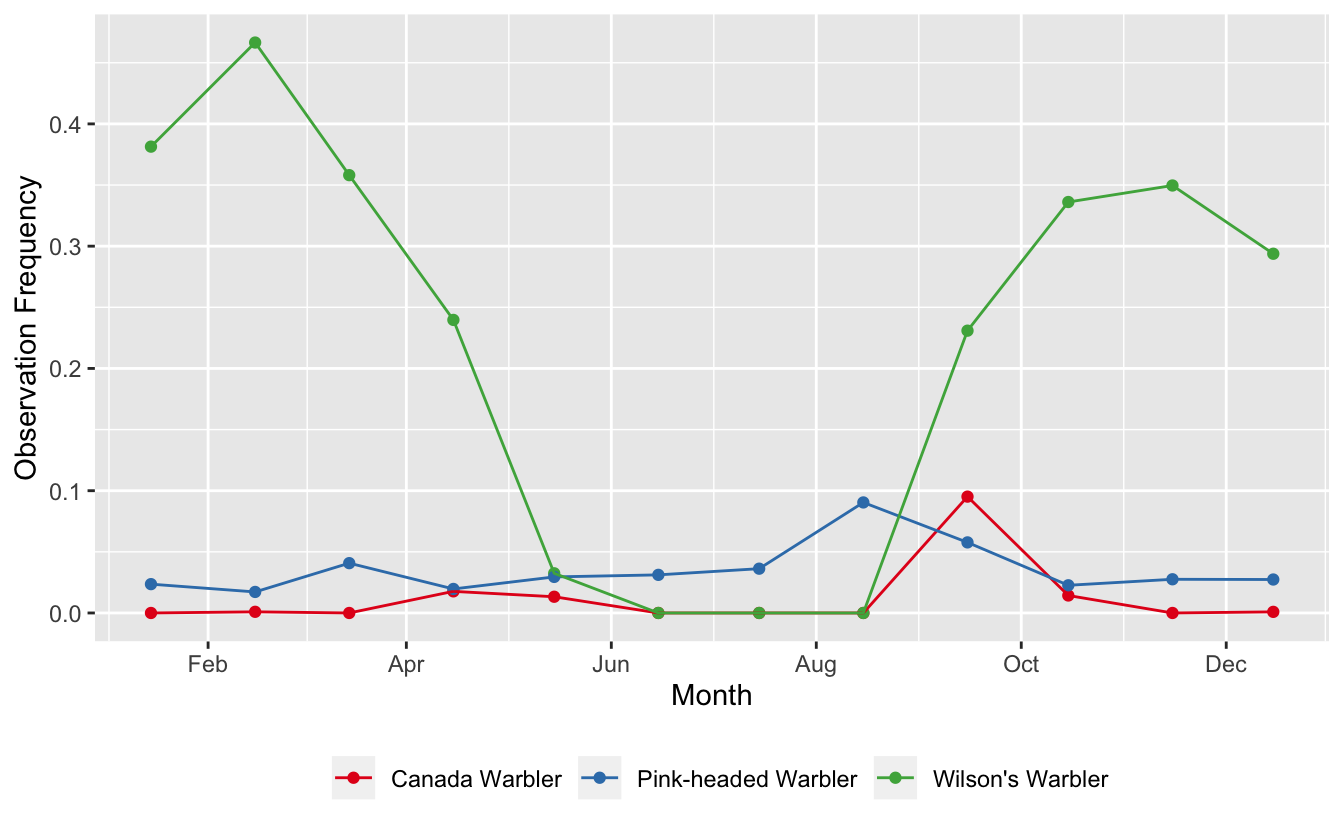 Observation Frequency
0.4
0.3
0.2
0.1
0.0
Feb Apr Jun Aug Oct Dec
Month
Canada Warbler Pink-headed Warbler Wilson's Warbler